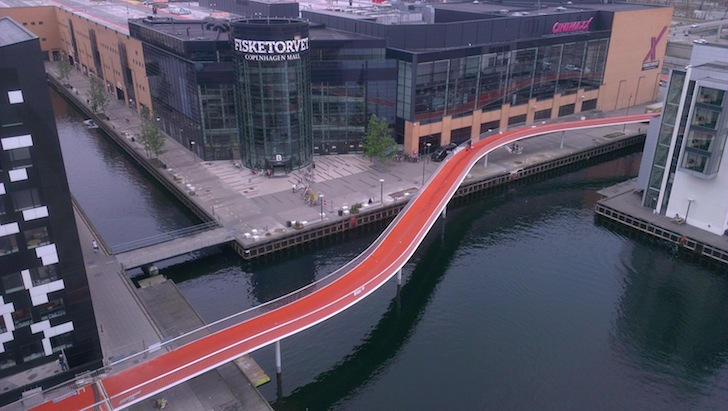 FISKETORVET
COPENHAGEN MALL
CINEMAXX
X